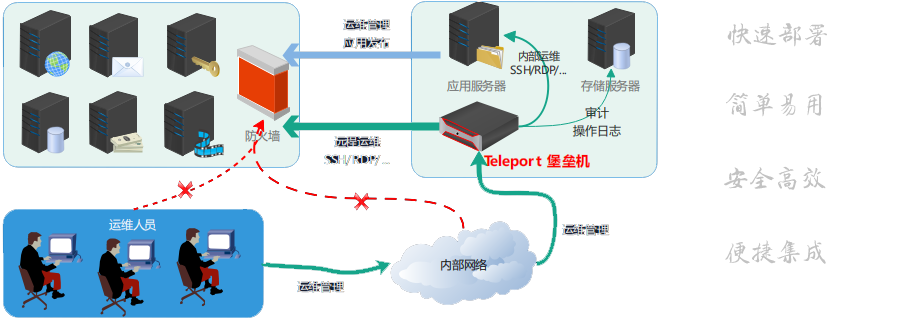 运维管理
应用发布
防火墙
远程运维
SSH/RDP/...
应用服务器
内部运维
SSH/RDP/...
存储服务器
审计
操作日志
Teleport 堡垒机
运维人员
运维管理
内部网络
运维管理
快速部署
简单易用
安全高效
便捷集成